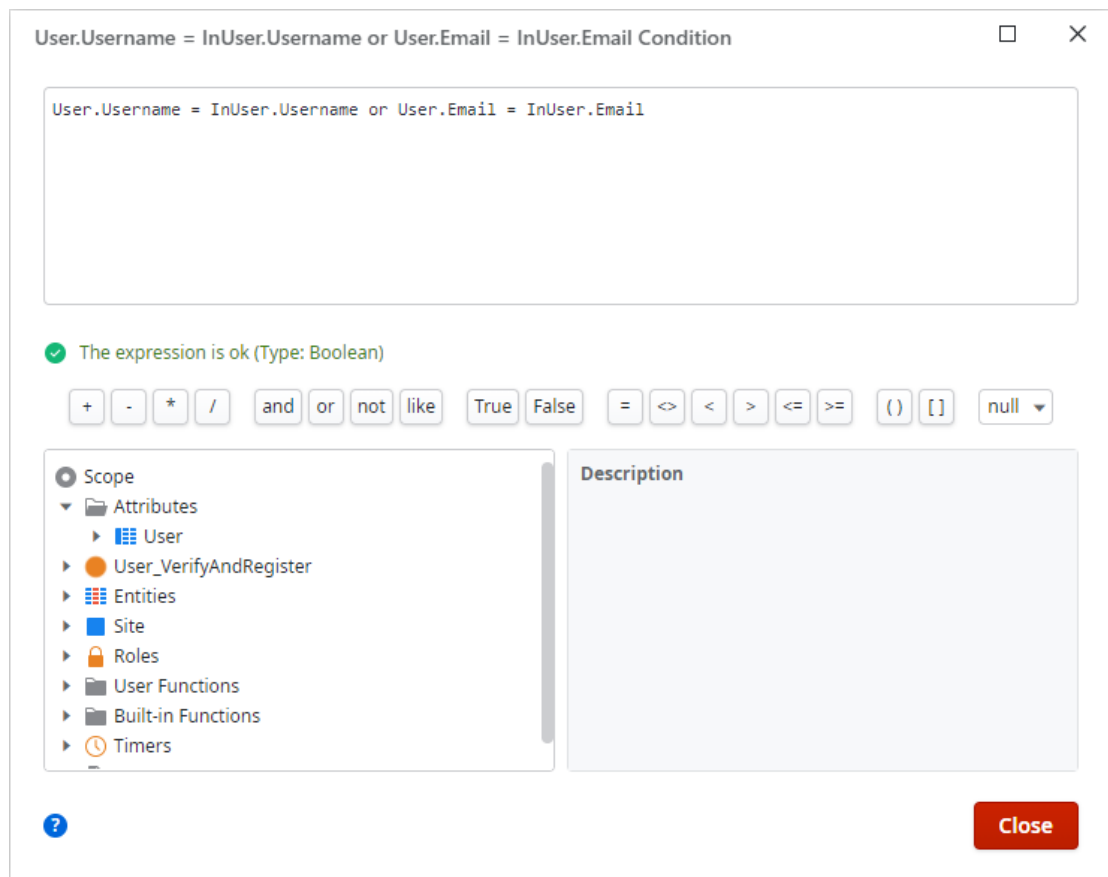 User.Username = InUser.Username or User.Email = InUser.Email Condition
User.Username = InUser.Username or User.Email = InUser.Email
The expression is ok (Type: Boolean)
+ - * / and or not like True False = <> < > <= >= ( ) [ ] null
Scope
Description
Attributes
User
User_VerifyAndRegister
Entities
Site
Roles
User Functions
Built-in Functions
Timers
?
Close